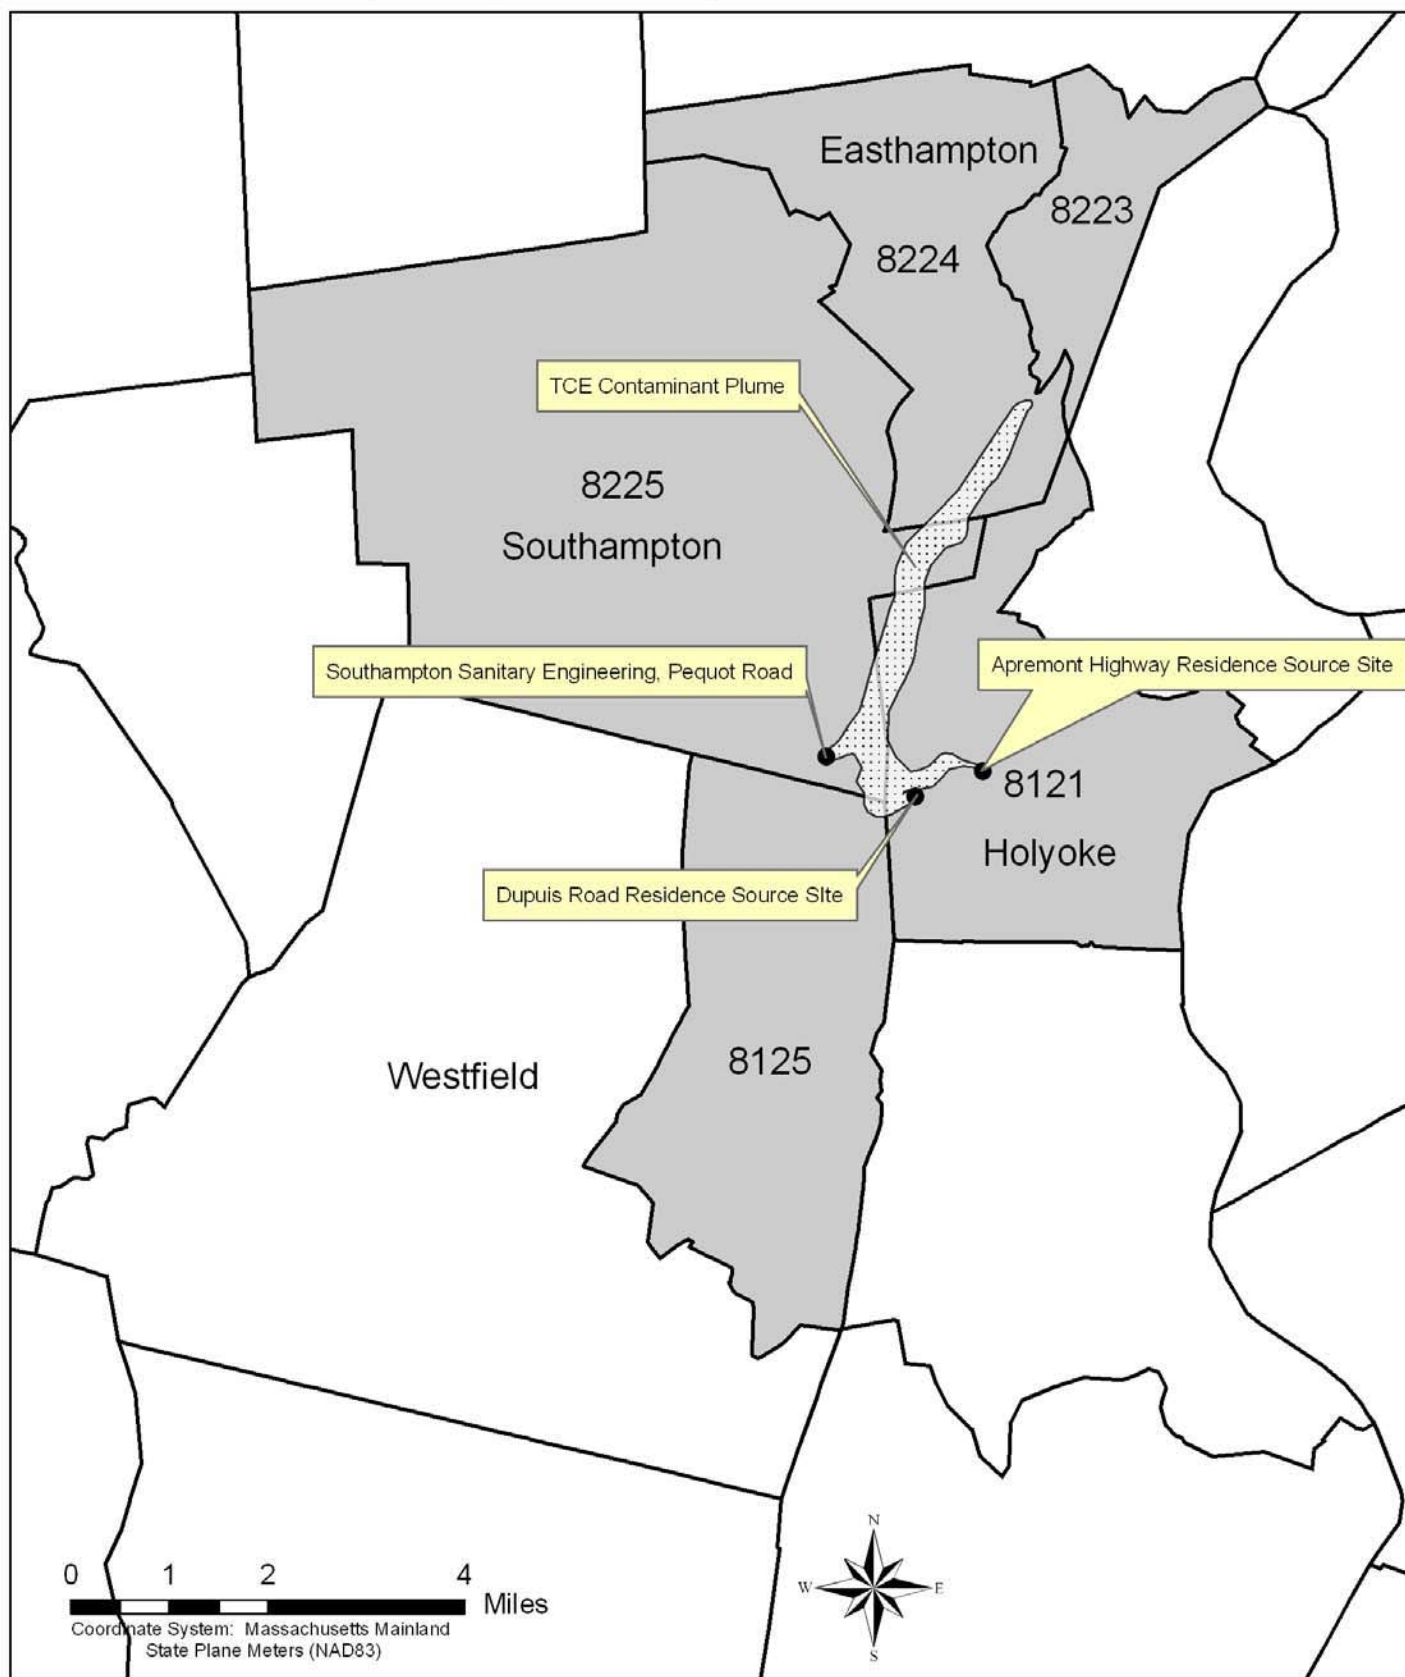 Easthampton
8223
8224
TCE Contaminant Plume
8225
Southampton
Southampton Sanitary Engineering, Pequot Road
Apremont Highway Residence Source Site
8121
Holyoke
Dupuis Road Residence Source SIte
8125
Westfield
N
W E
S
0 1 2 4
Miles
Coordinate System: Massachusetts Mainland
State Plane Meters (NAD83)